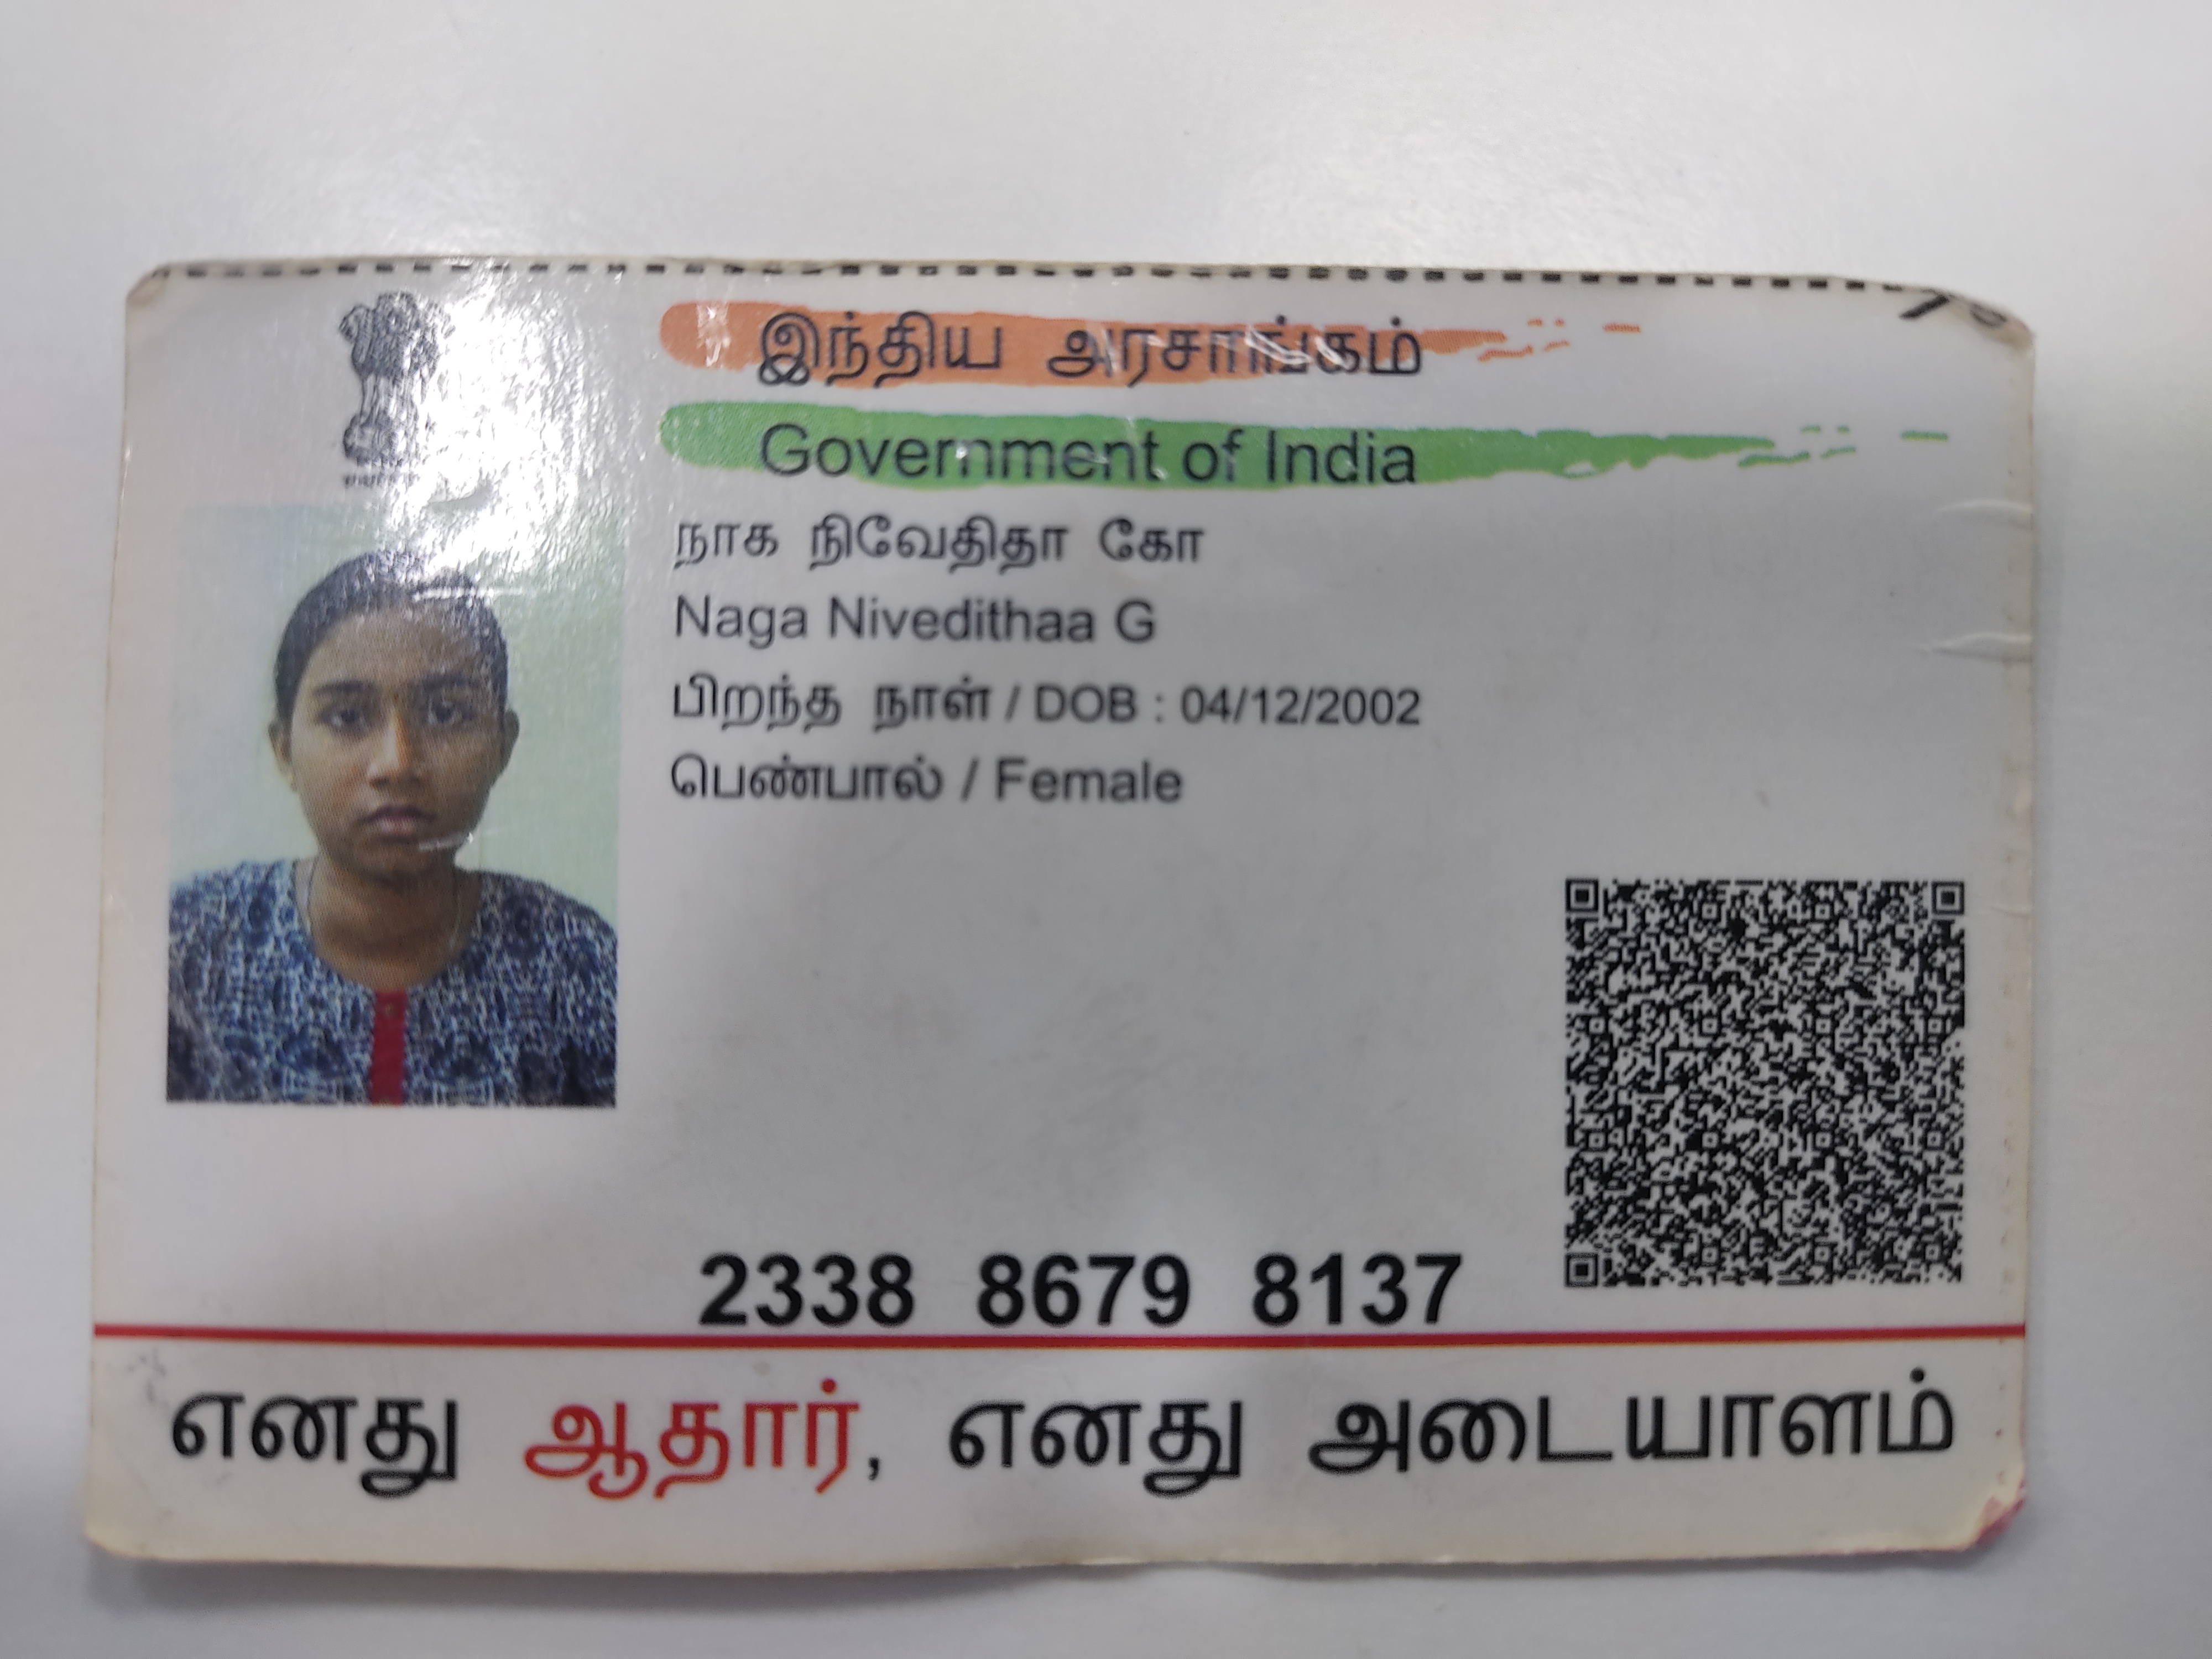 இந்திய அரசாங்கம்
Government of India
நாக நிவேதிதா கோ
Naga Nivedithaa G
பிறந்த நாள் / DOB : 04/12/2002
பெண்பால் / Female
2338 8679 8137
எனது ஆதார், எனது அடையாளம்